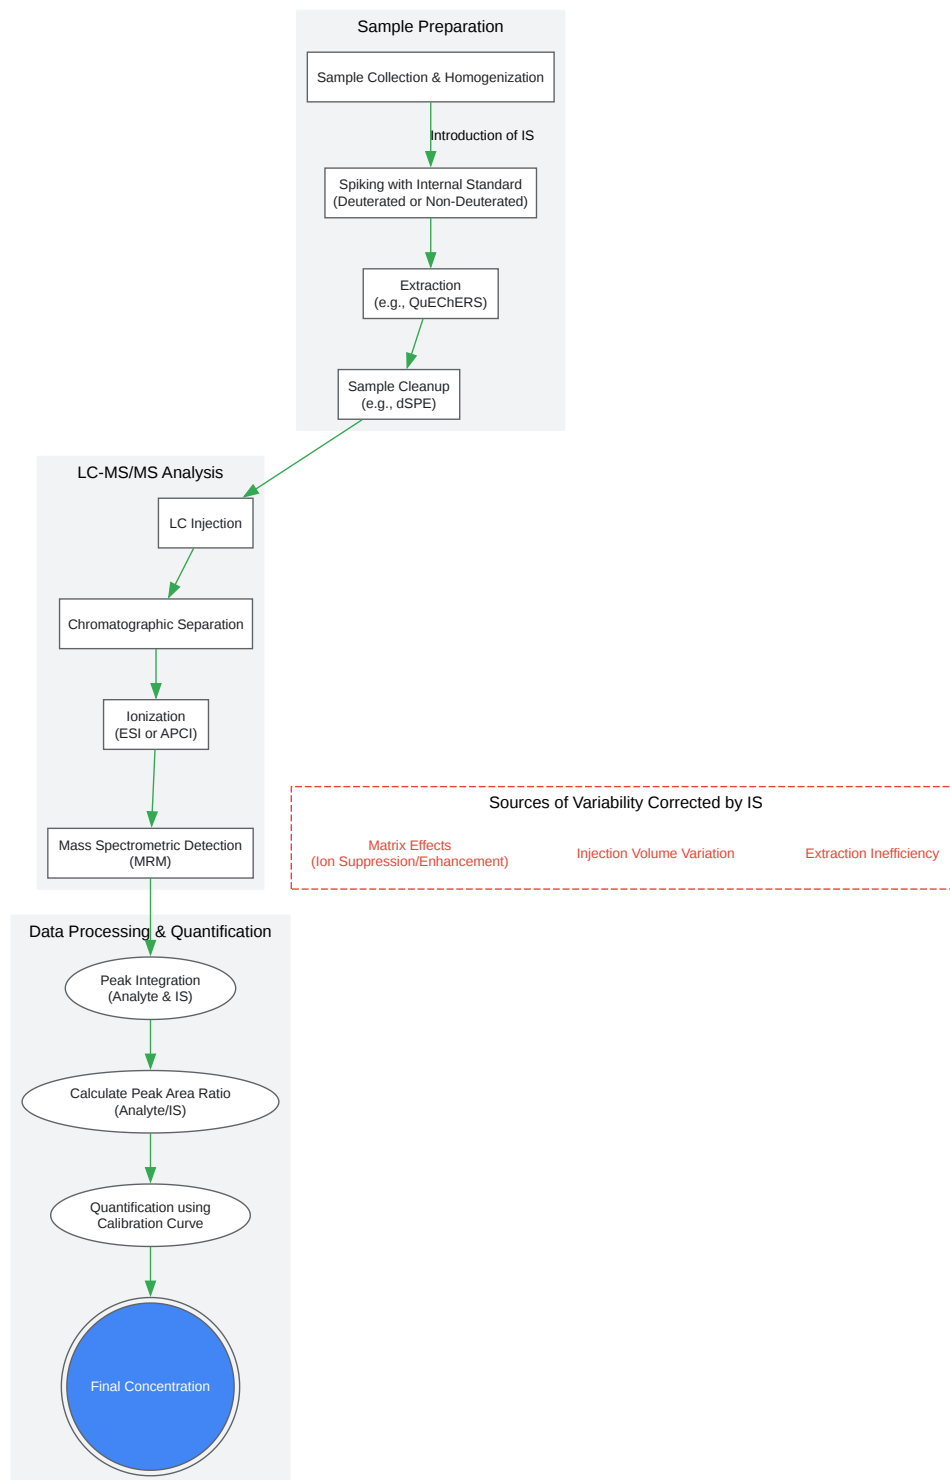 Sample Preparation
Sample Collection & Homogenization
Introduction of IS
Spiking with Internal Standard
(Deuterated or Non-Deuterated)
Extraction
(e.g., QuEChERS)
Sample Cleanup
(e.g., dSPE)
LC-MS/MS Analysis
LC Injection
Chromatographic Separation
Ionization
(ESI or APCI)
Mass Spectrometric Detection
(MRM)
Sources of Variability Corrected by IS
Matrix Effects
(Ion Suppression/Enhancement)
Injection Volume Variation
Extraction Inefficiency
Data Processing & Quantification
Peak Integration
(Analyte & IS)
Calculate Peak Area Ratio
(Analyte/IS)
Quantification using
Calibration Curve
Final Concentration